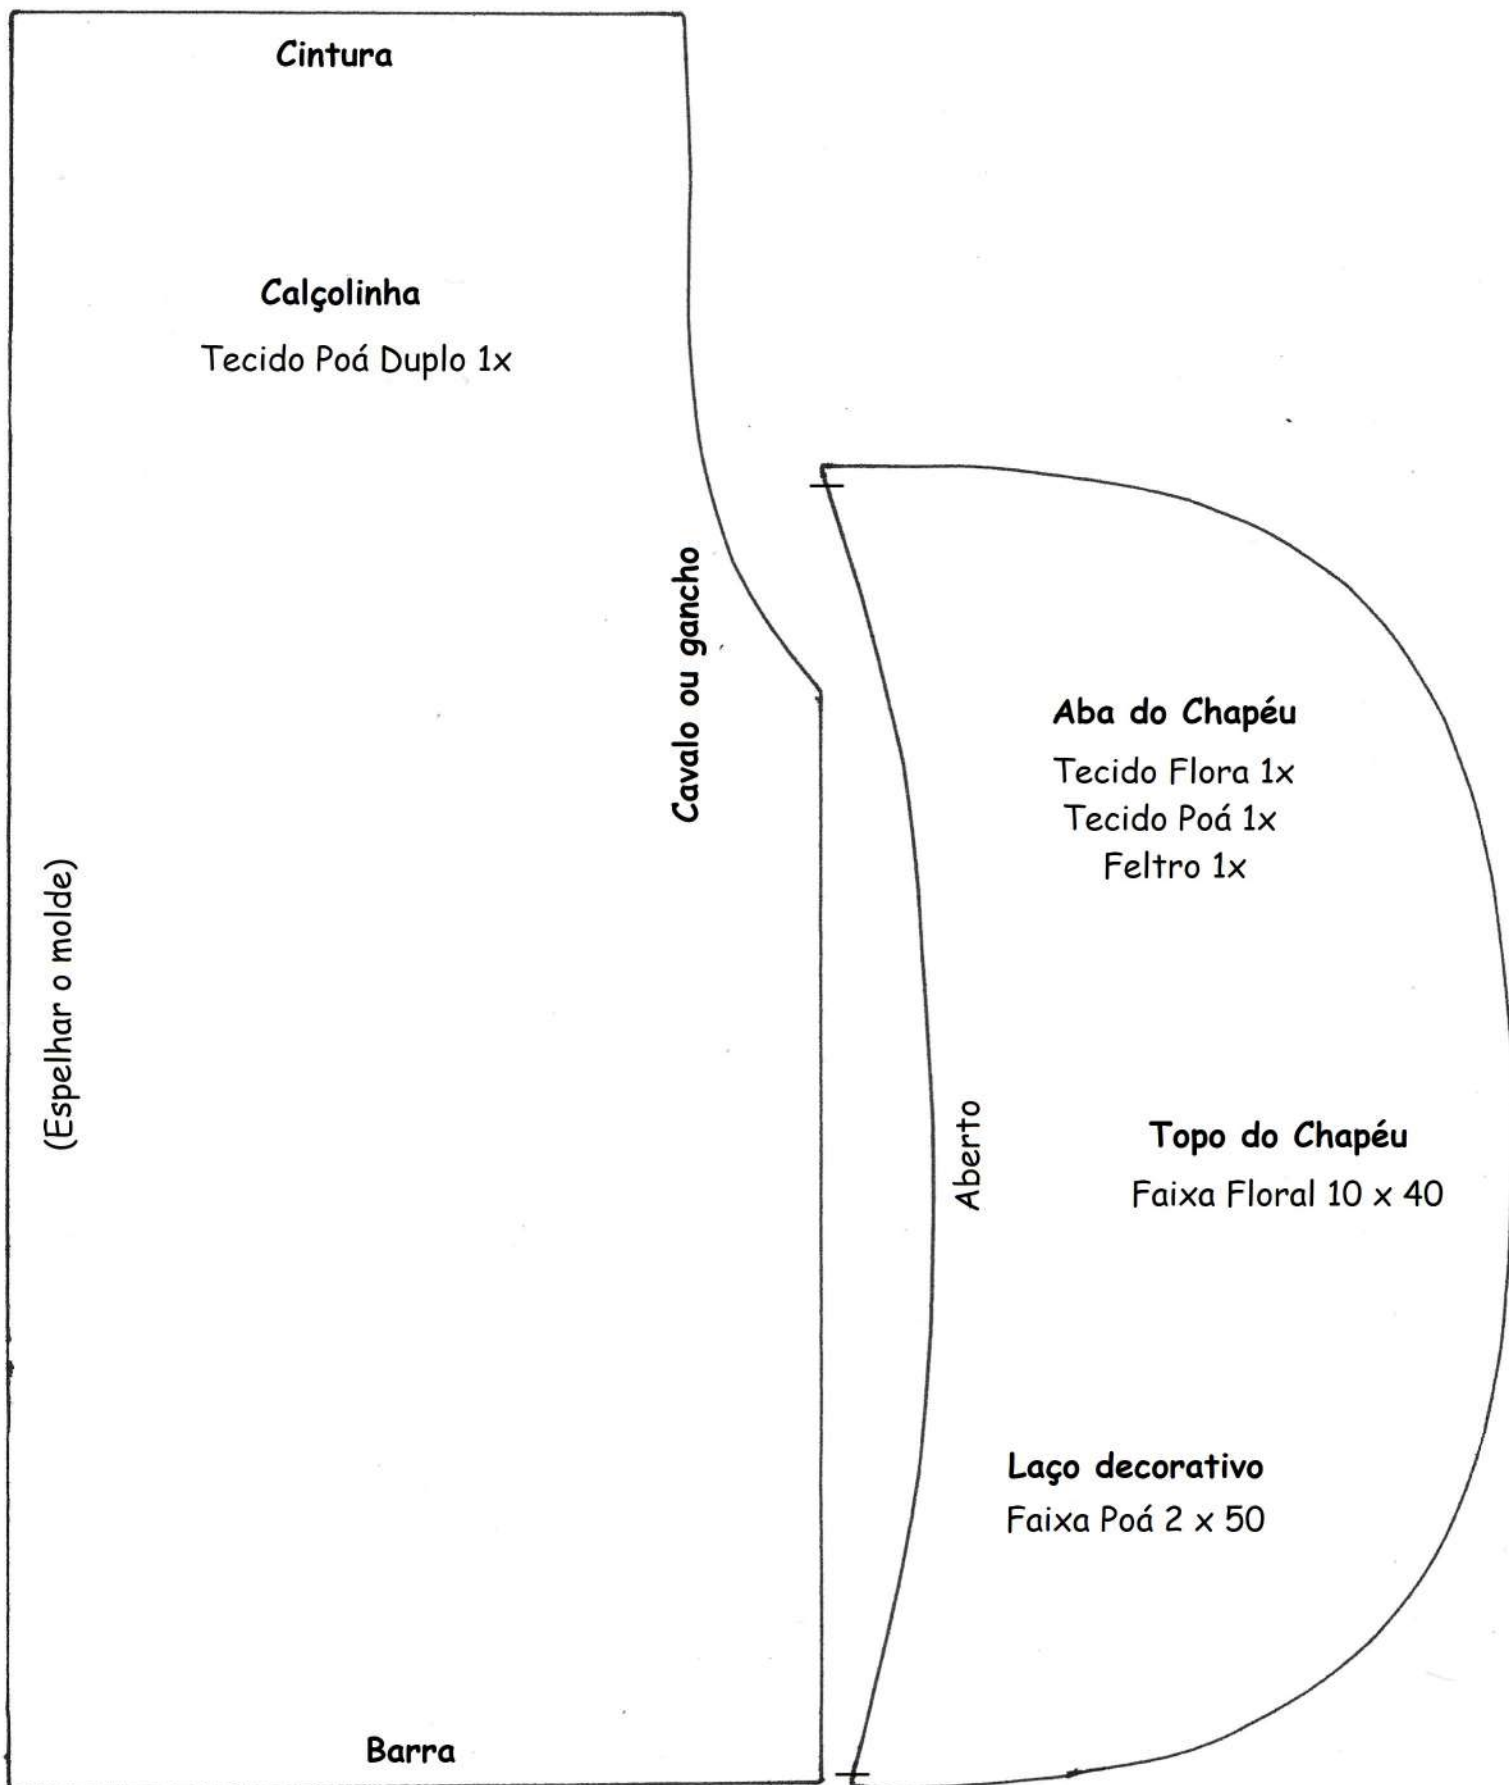 Cintura
Calçolinha
Tecido Poá Duplo 1x
Cavalo ou gancho
(Espelhar o molde)
Barra
Aba do Chapéu
Tecido Flora 1x
Tecido Poá 1x
Feltro 1x
Aberto
Topo do Chapéu
Faixa Floral 10 x 40
Laço decorativo
Faixa Poá 2 x 50